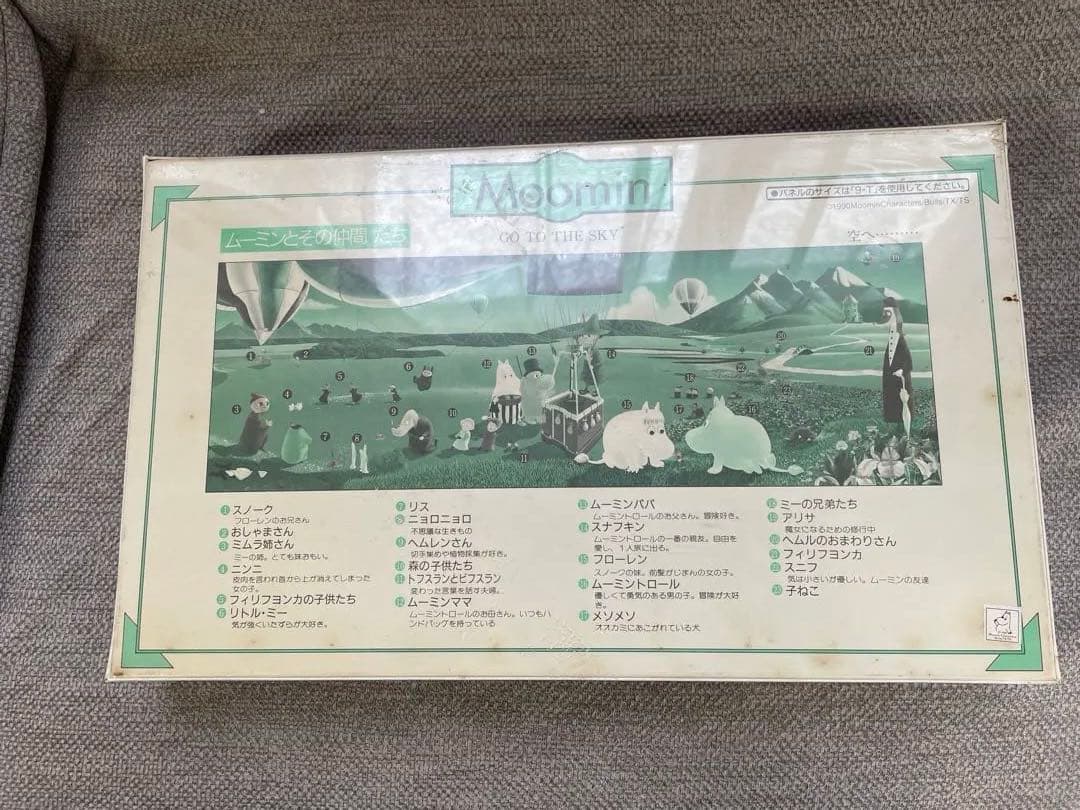 Moomin
●パネルのサイズは「9-T」を使用してください。
©1990MoominCharacters/Bulls/TX/TS
ムーミンとその仲間たち
GO TO THE SKY
空へ………
1 スノーク
フローレンのお兄さん
2 おしゃまさん
3 ミムラ姉さん
ミーの姉。とても妹おもい。
4 ニンニ
皮肉を言われ首から上が消えてしまった
女の子。
5 フィリフヨンカの子供たち
6 リトル・ミー
気が強くいたずらが大好き。
7 リス
8 ニョロニョロ
不思議な生きもの
9 ヘムレンさん
切手集めや植物採集が好き。
10 森の子供たち
11 トフスランとビフスラン
変わった言葉を話す夫婦。
12 ムーミンママ
ムーミントロールのお母さん。いつもハ
ンドバッグを持っている
13 ムーミンパパ
ムーミントロールのお父さん。冒険好き。
14 スナフキン
ムーミントロールの一番の親友。自由を
愛し、1人旅に出る。
15 フローレン
スノークの妹。前髪がじまんの女の子。
16 ムーミントロール
優しくて勇気のある男の子。冒険が大好
き。
17 メソメソ
オオカミにあこがれている犬
18 ミーの兄弟たち
19 アリサ
魔女になるための修行中
20 ヘムルのおまわりさん
21 フィリフヨンカ
22 スニフ
気は小さいが優しい。ムーミンの友達
23 子ねこ